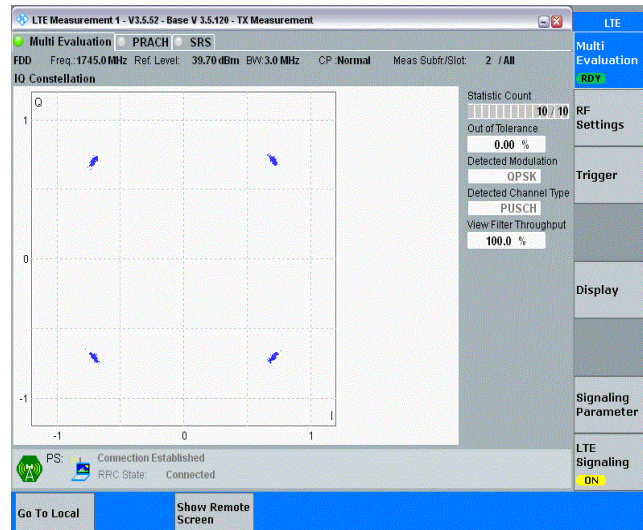 LTE Measurement 1 - V3.5.52 - Base V 3.5.120 - TX Measurement
LTE
Multi Evaluation PRACH SRS
Multi
Evaluation
RDY
FDD Freq.:1745.0 MHz Ref. Level: 39.70 dBm BW:3.0 MHz CP :Normal Meas Subfr./Slot: 2 / All
IQ Constellation
Q
1
0
-1
-1 0 1
I
Statistic Count
10 / 10
Out of Tolerance
0.00 %
Detected Modulation
QPSK
Detected Channel Type
PUSCH
View Filter Throughput
100.0 %
RF
Settings
Trigger
Display
Signaling
Parameter
LTE
Signaling
ON
PS: Connection Established
RRC State: Connected
Go To Local
Show Remote
Screen